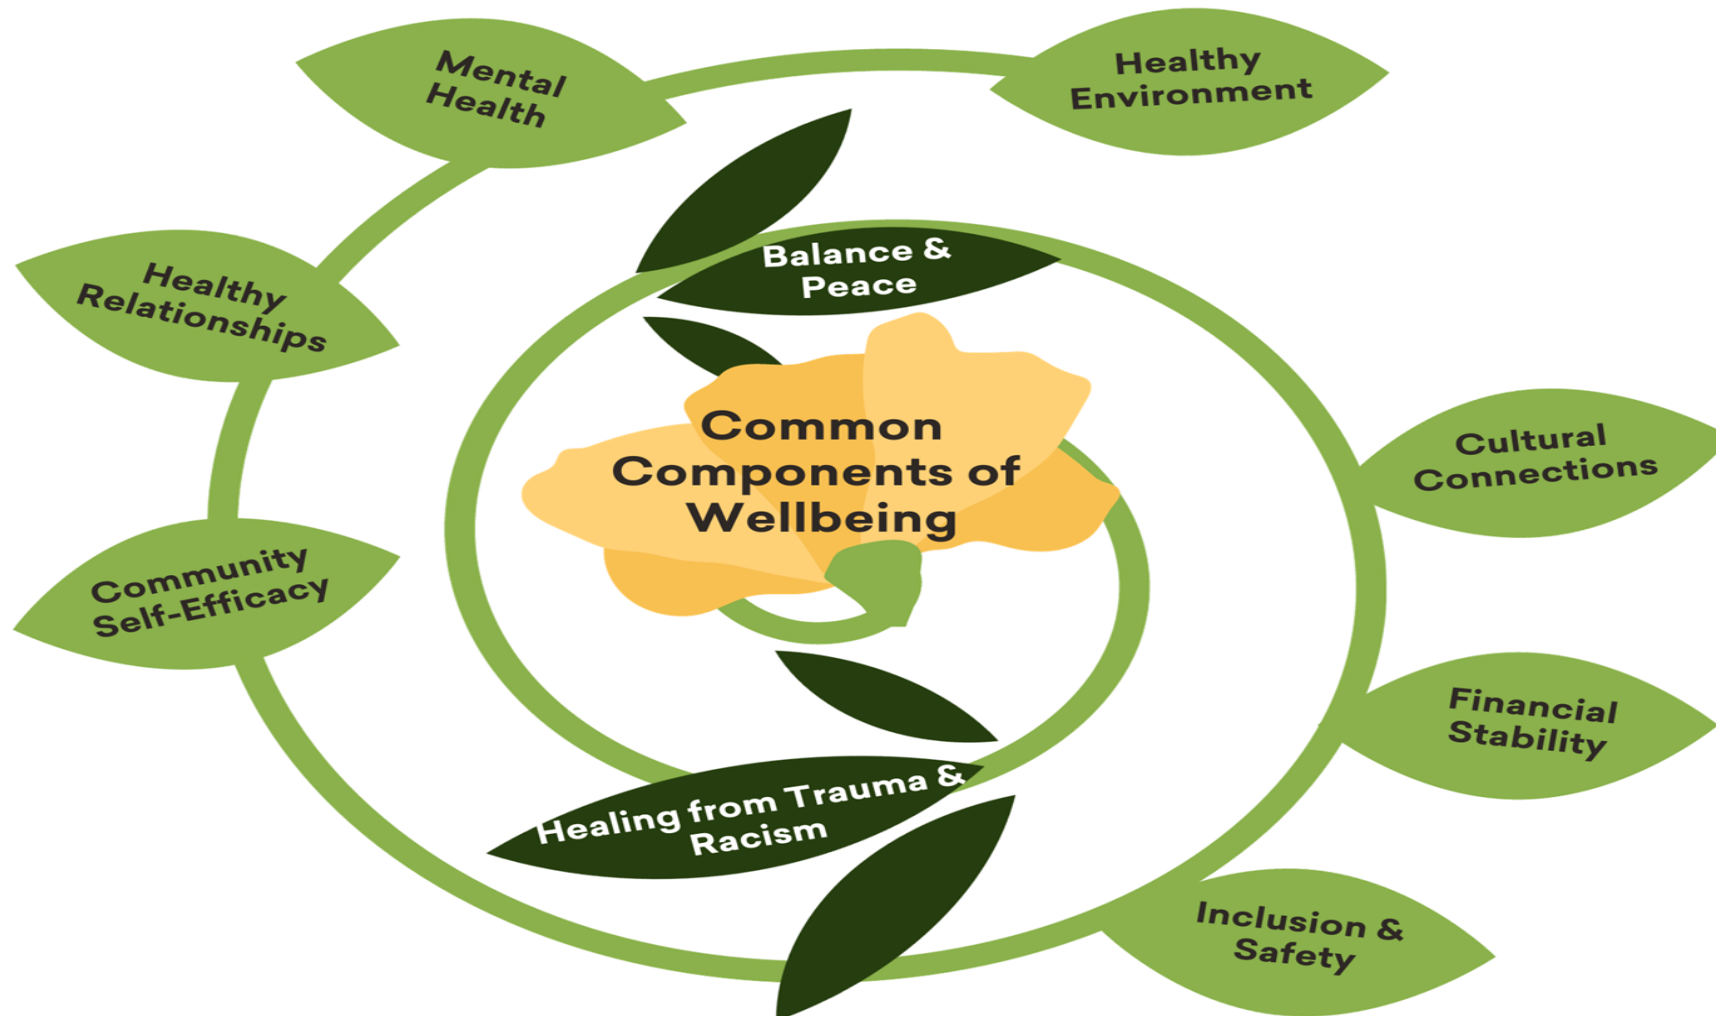 Mental
Health
Healthy
Environment
Balance &
Peace
Healthy
Relationships
Common
Components of
Wellbeing
Cultural
Connections
Community
Self-Efficacy
Financial
Stability
Healing from Trauma &
Racism
Inclusion &
Safety